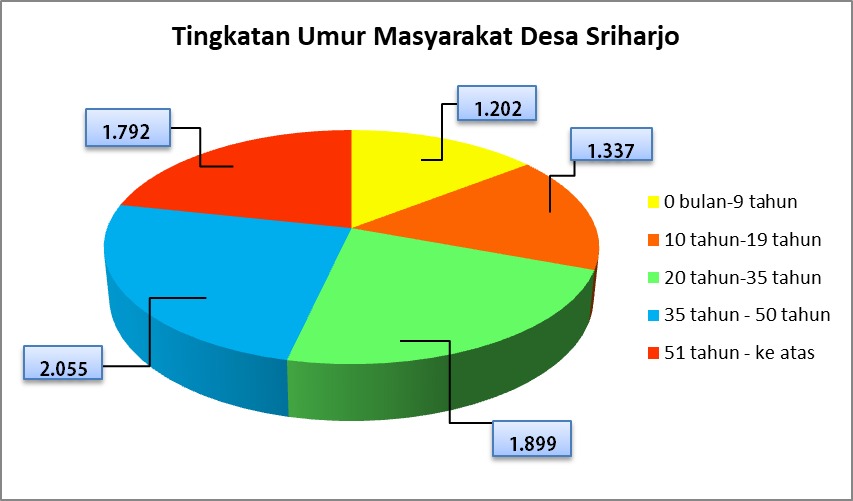 Tingkatan Umur Masyarakat Desa Sriharjo
1.202
1.792
1.337
2.055
1.899
0 bulan-9 tahun
10 tahun-19 tahun
20 tahun-35 tahun
35 tahun - 50 tahun
51 tahun - ke atas